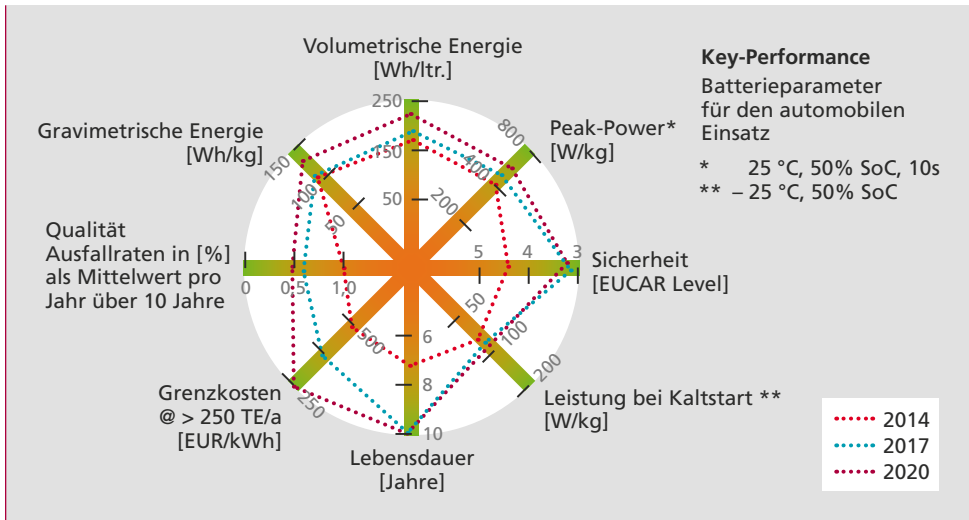 Volumetrische Energie
[Wh/ltr.]
250
150
50
Gravimetrische Energie
[Wh/kg]
150
100
50
Qualität
Ausfallraten in [%]
als Mittelwert pro
Jahr über 10 Jahre
0
0,5
1,0
Grenzkosten
@ > 250 TE/a
[EUR/kWh]
250
500
Lebensdauer
[Jahre]
6
8
10
Leistung bei Kaltstart **
[W/kg]
50
100
200
Sicherheit
[EUCAR Level]
5
4
3
Peak-Power*
[W/kg]
800
400
200
Key-Performance
Batterieparameter
für den automobilen
Einsatz
* 25 °C, 50% SoC, 10s
** – 25 °C, 50% SoC
2014
2017
2020